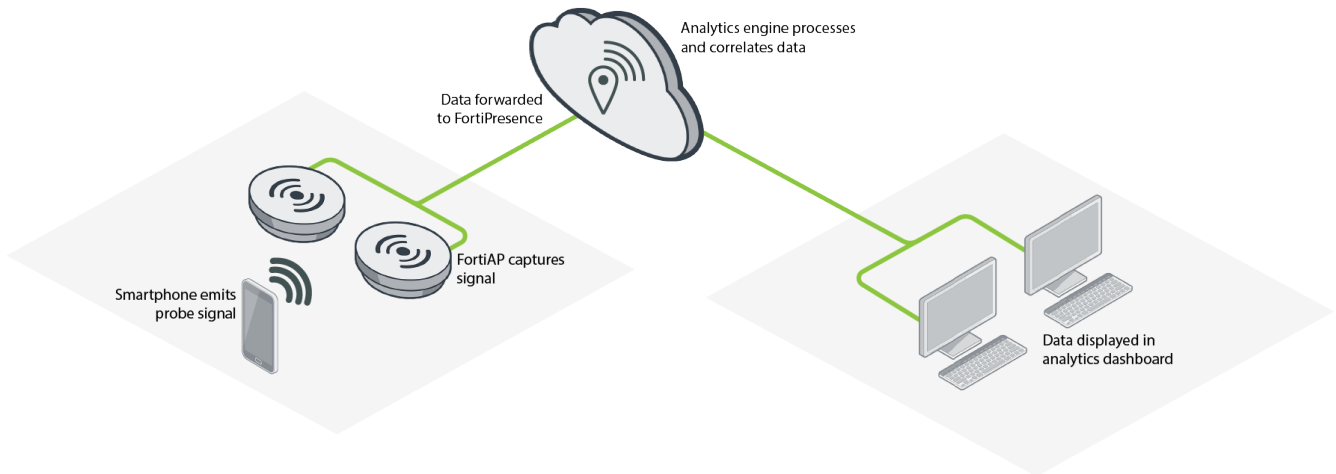 Analytics engine processes
and correlates data
Data forwarded
to FortiPresence
FortiAP captures
signal
Smartphone emits
probe signal
Data displayed in
analytics dashboard